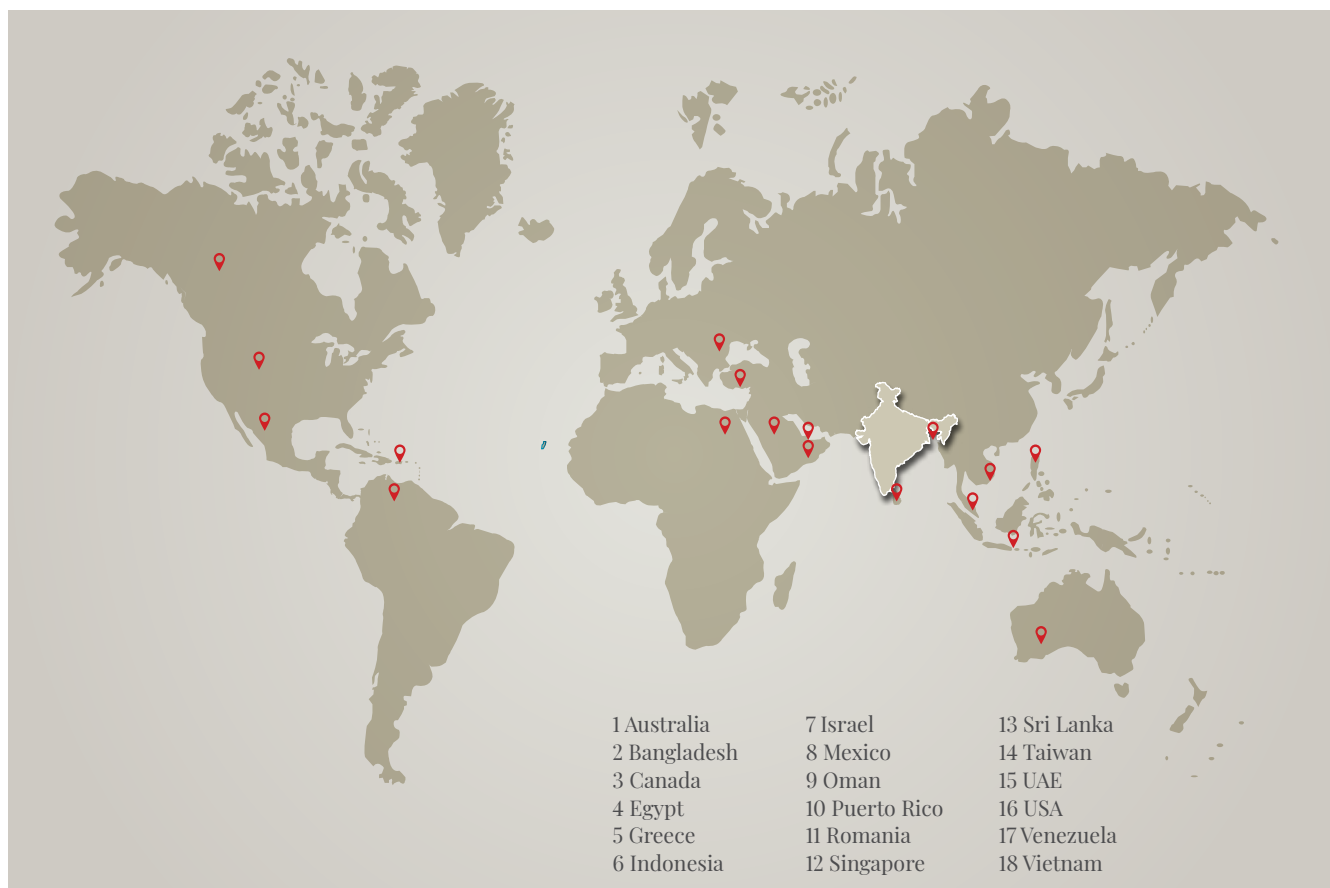 1 Australia
2 Bangladesh
3 Canada
4 Egypt
5 Greece
6 Indonesia
7 Israel
8 Mexico
9 Oman
10 Puerto Rico
11 Romania
12 Singapore
13 Sri Lanka
14 Taiwan
15 UAE
16 USA
17 Venezuela
18 Vietnam